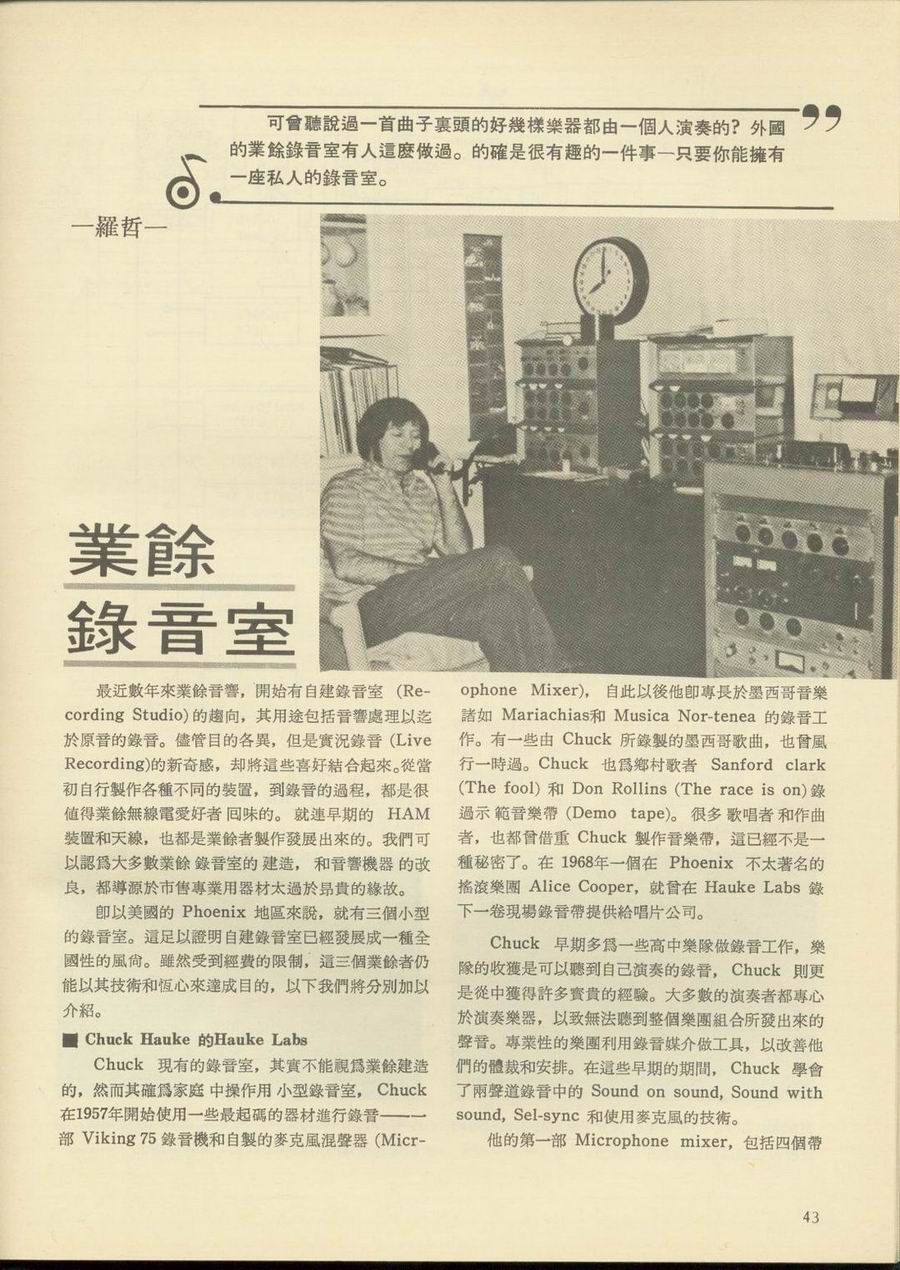 可曾聽說過一首曲子裏頭的好幾樣樂器都由一個人演奏的？外國
的業餘錄音室有人這麼做過。的確是很有趣的一件事—只要你能擁有
一座私人的錄音室。
—羅哲—
業餘
錄音室
最近數年來業餘音響，開始有自建錄音室 (Re-
cording Studio) 的趨向，其用途包括音響處理以迄
於原音的錄音。儘管目的各異，但是實況錄音 (Live
Recording)的新奇感，却將這些喜好結合起來。從當
初自行製作各種不同的裝置，到錄音的過程，都是很
值得業餘無線電愛好者 回味的。 就連早期的 HAM
裝置和天線，也都是業餘者製作發展出來的。我們可
以認爲大多數業餘 錄音室的 建造， 和音響機器 的改
良，都導源於市售專業用器材太過於昻貴的緣故。
卽以美國的 Phoenix 地區來說，就有三個小型
的錄音室。這足以證明自建錄音室已經發展成一種全
國性的風尙。雖然受到經費的限制，這三個業餘者仍
能以其技術和恆心來達成目的，以下我們將分別加以
介紹。
■ Chuck Hauke 的Hauke Labs
Chuck 現有的錄音室，其實不能視爲業餘建造
的，然而其確爲家庭 中操作用 小型錄音室， Chuck
在1957年開始使用一些最起碼的器材進行錄音——一
部 Viking 75 錄音機和自製的麥克風混聲器 (Micr-
ophone Mixer)， 自此以後他卽專長於墨西哥音樂
諸如 Mariachias和 Musica Nor-tenea 的錄音工
作。有一些由 Chuck 所錄製的墨西哥歌曲，也曾風
行一時過。Chuck 也爲鄉村歌者 Sanford clark
(The fool) 和 Don Rollins (The race is on) 錄
過示 範音樂帶 (Demo tape)。 很多 歌唱者 和作曲
者，也都曾借重 Chuck 製作音樂帶，這已經不是一
種秘密了。在 1968年一個在 Phoenix 不太著名的
搖滾樂團 Alice Cooper，就曾在 Hauke Labs 錄
下一卷現場錄音帶提供給唱片公司。
Chuck 早期多爲一些高中樂隊做錄音工作，樂
隊的收獲是可以聽到自己演奏的錄音， Chuck 則更
是從中獲得許多寳貴的經驗。大多數的演奏者都專心
於演奏樂器，以致無法聽到整個樂團組合所發出來的
聲音。專業性的樂團利用錄音媒介做工具，以改善他
們的體裁和安排。在這些早期的期間， Chuck 學會
了兩聲道錄音中的 Sound on sound, Sound with
sound, Sel-sync 和使用麥克風的技術。
他的第一部 Microphone mixer，包括四個帶
43